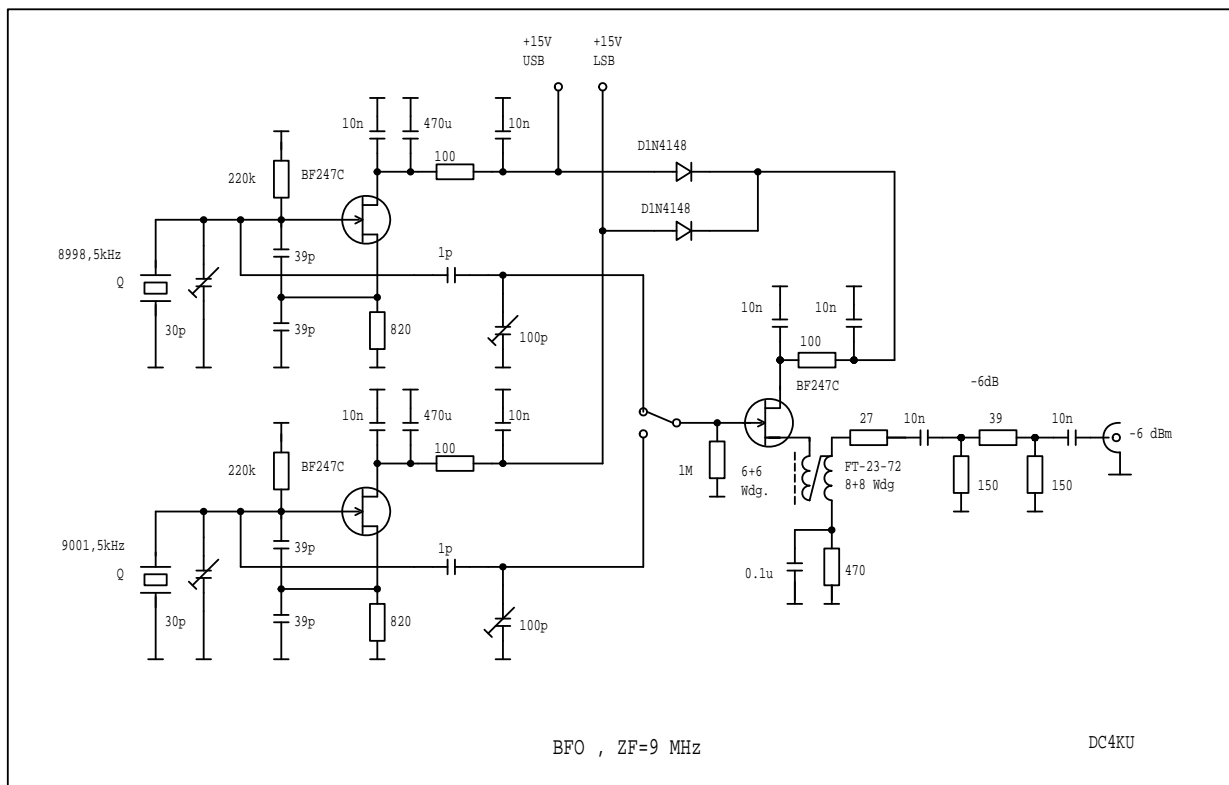 +15V
USB
+15V
LSB
10n
470u
10n
100
D1N4148
220k
BF247C
D1N4148
8998,5kHz
Q
30p
39p
39p
820
1p
100p
10n
10n
100
BF247C
10n
470u
10n
100
220k
BF247C
1M
6+6
Wdg.
FT-23-72
8+8 Wdg
27
10n
-6dB
39
10n
-6 dBm
150
150
9001,5kHz
Q
30p
39p
39p
820
1p
100p
0.1u
470
BFO , ZF=9 MHz
DC4KU